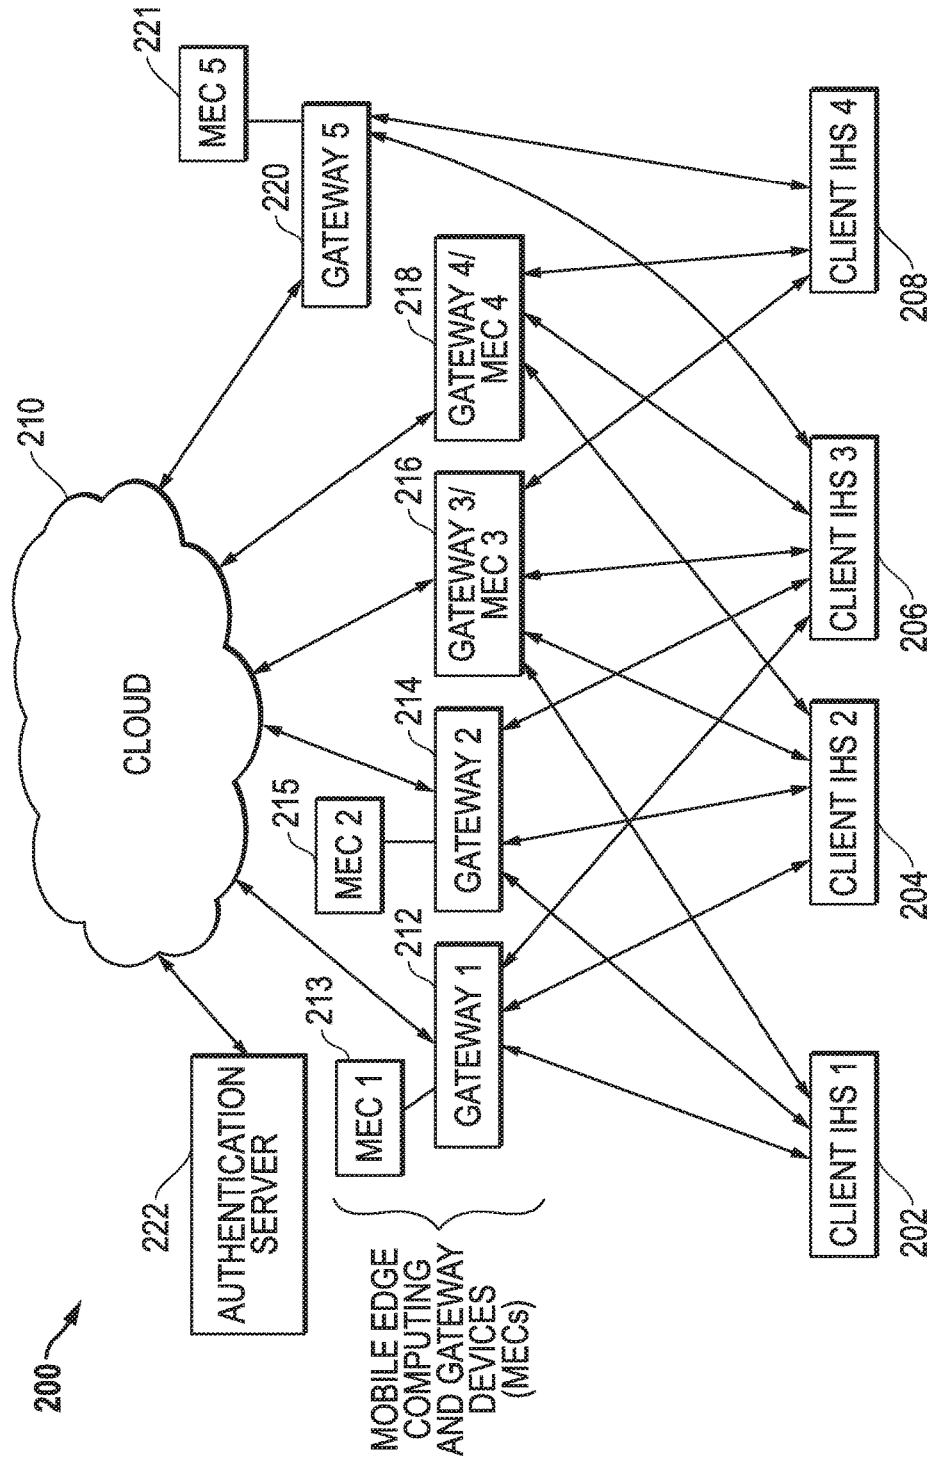 200
222
AUTHENTICATION
SERVER
CLOUD
210
MEC 5
221
GATEWAY 5
220
MOBILE EDGE
COMPUTING
AND GATEWAY
DEVICES
(MECs)
MEC 1
213
MEC 2
215
GATEWAY 1
212
GATEWAY 2
214
GATEWAY 3/
MEC 3
216
GATEWAY 4/
MEC 4
218
CLIENT IHS 1
202
CLIENT IHS 2
204
CLIENT IHS 3
206
CLIENT IHS 4
208